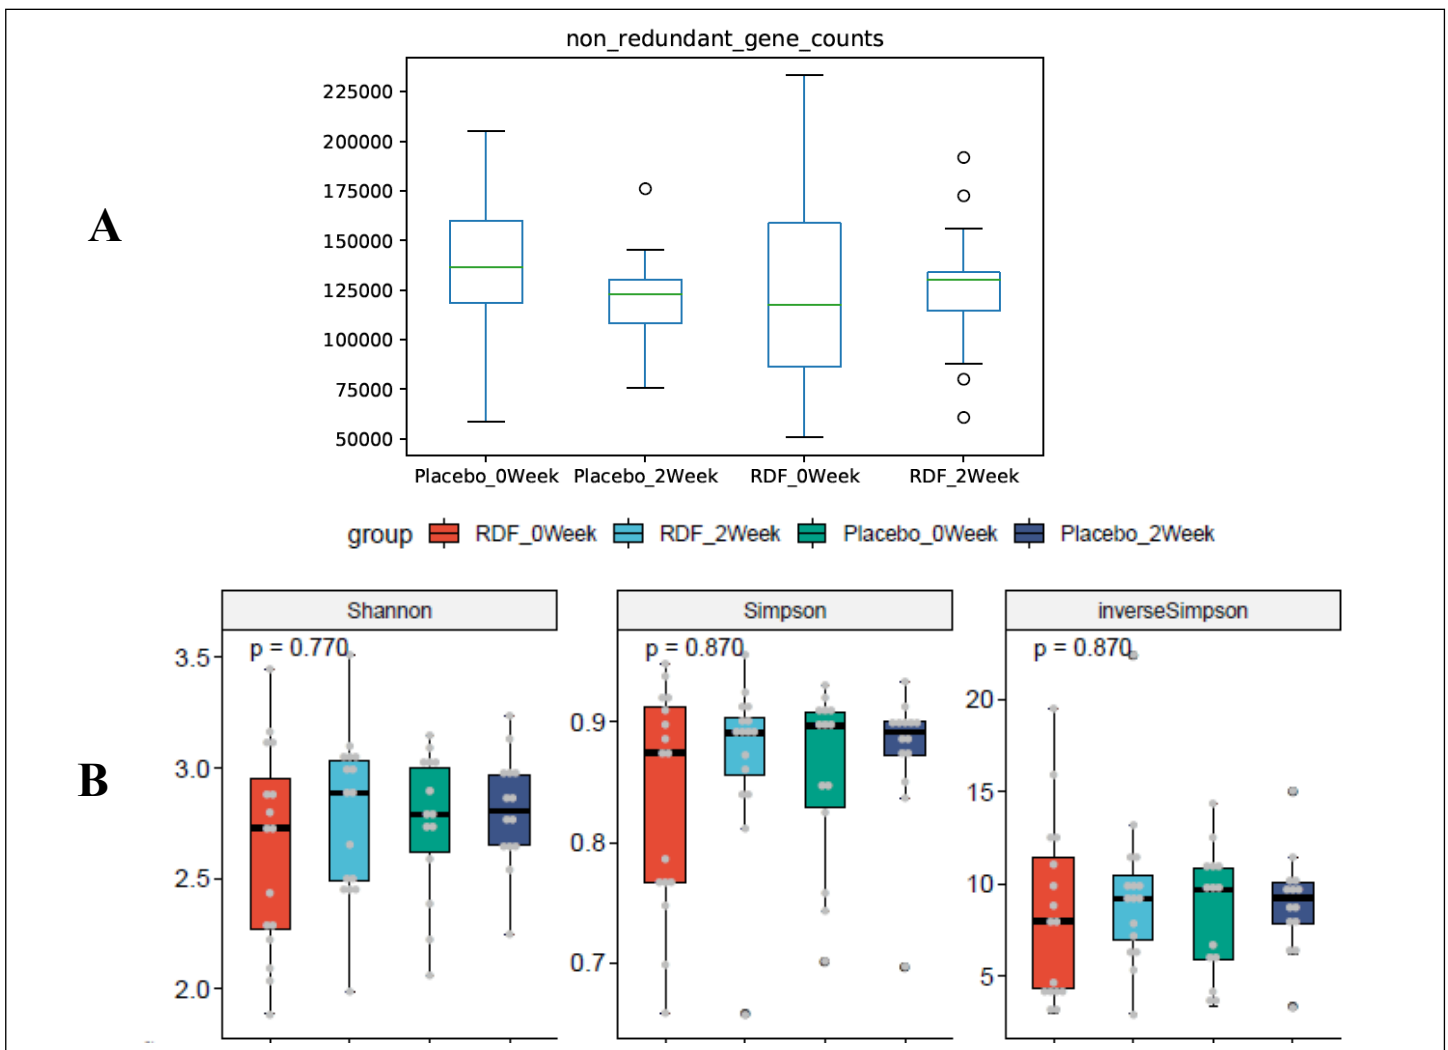 non_redundant_gene_counts
A
225000
200000
175000
150000
125000
100000
75000
50000
Placebo_0Week Placebo_2Week RDF_0Week RDF_2Week
group RDF_0Week RDF_2Week Placebo_0Week Placebo_2Week
B
Shannon
p = 0.770
3.5
3.0
2.5
2.0
Simpson
p = 0.870
0.9
0.8
0.7
inverseSimpson
p = 0.870
20
15
10
5